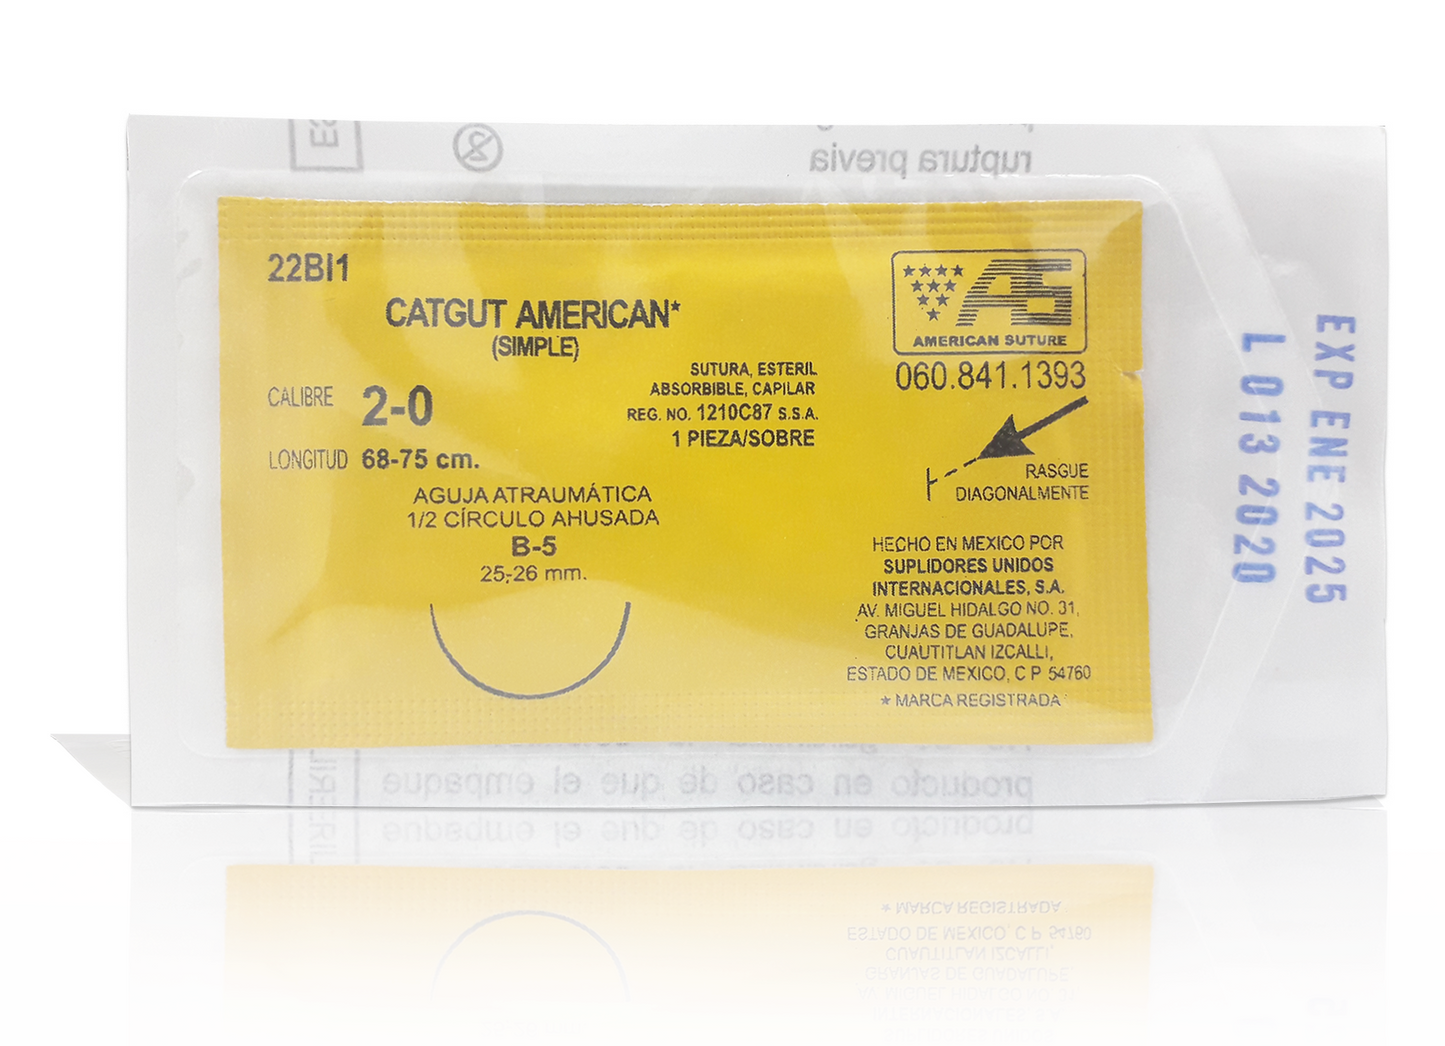 ruptura previa
22BI1
CATGUT AMERICAN*
(SIMPLE)
CALIBRE 2-0
LONGITUD 68-75 cm.
SUTURA, ESTERIL
ABSORBIBLE, CAPILAR
REG. NO. 1210C87 S.S.A.
1 PIEZA/SOBRE
AGUJA ATRAUMÁTICA
1/2 CÍRCULO AHUSADA
B-5
25-26 mm.
AS
AMERICAN SUTURE
060.841.1393
RASGUE
DIAGONALMENTE
HECHO EN MEXICO POR
SUPLIDORES UNIDOS
INTERNACIONALES, S.A.
AV. MIGUEL HIDALGO NO. 31,
GRANJAS DE GUADALUPE,
CUAUTITLAN IZCALLI,
ESTADO DE MEXICO, C P 54760
* MARCA REGISTRADA
EXP ENE 2025
L 013 2020
producto en caso de que el empaque